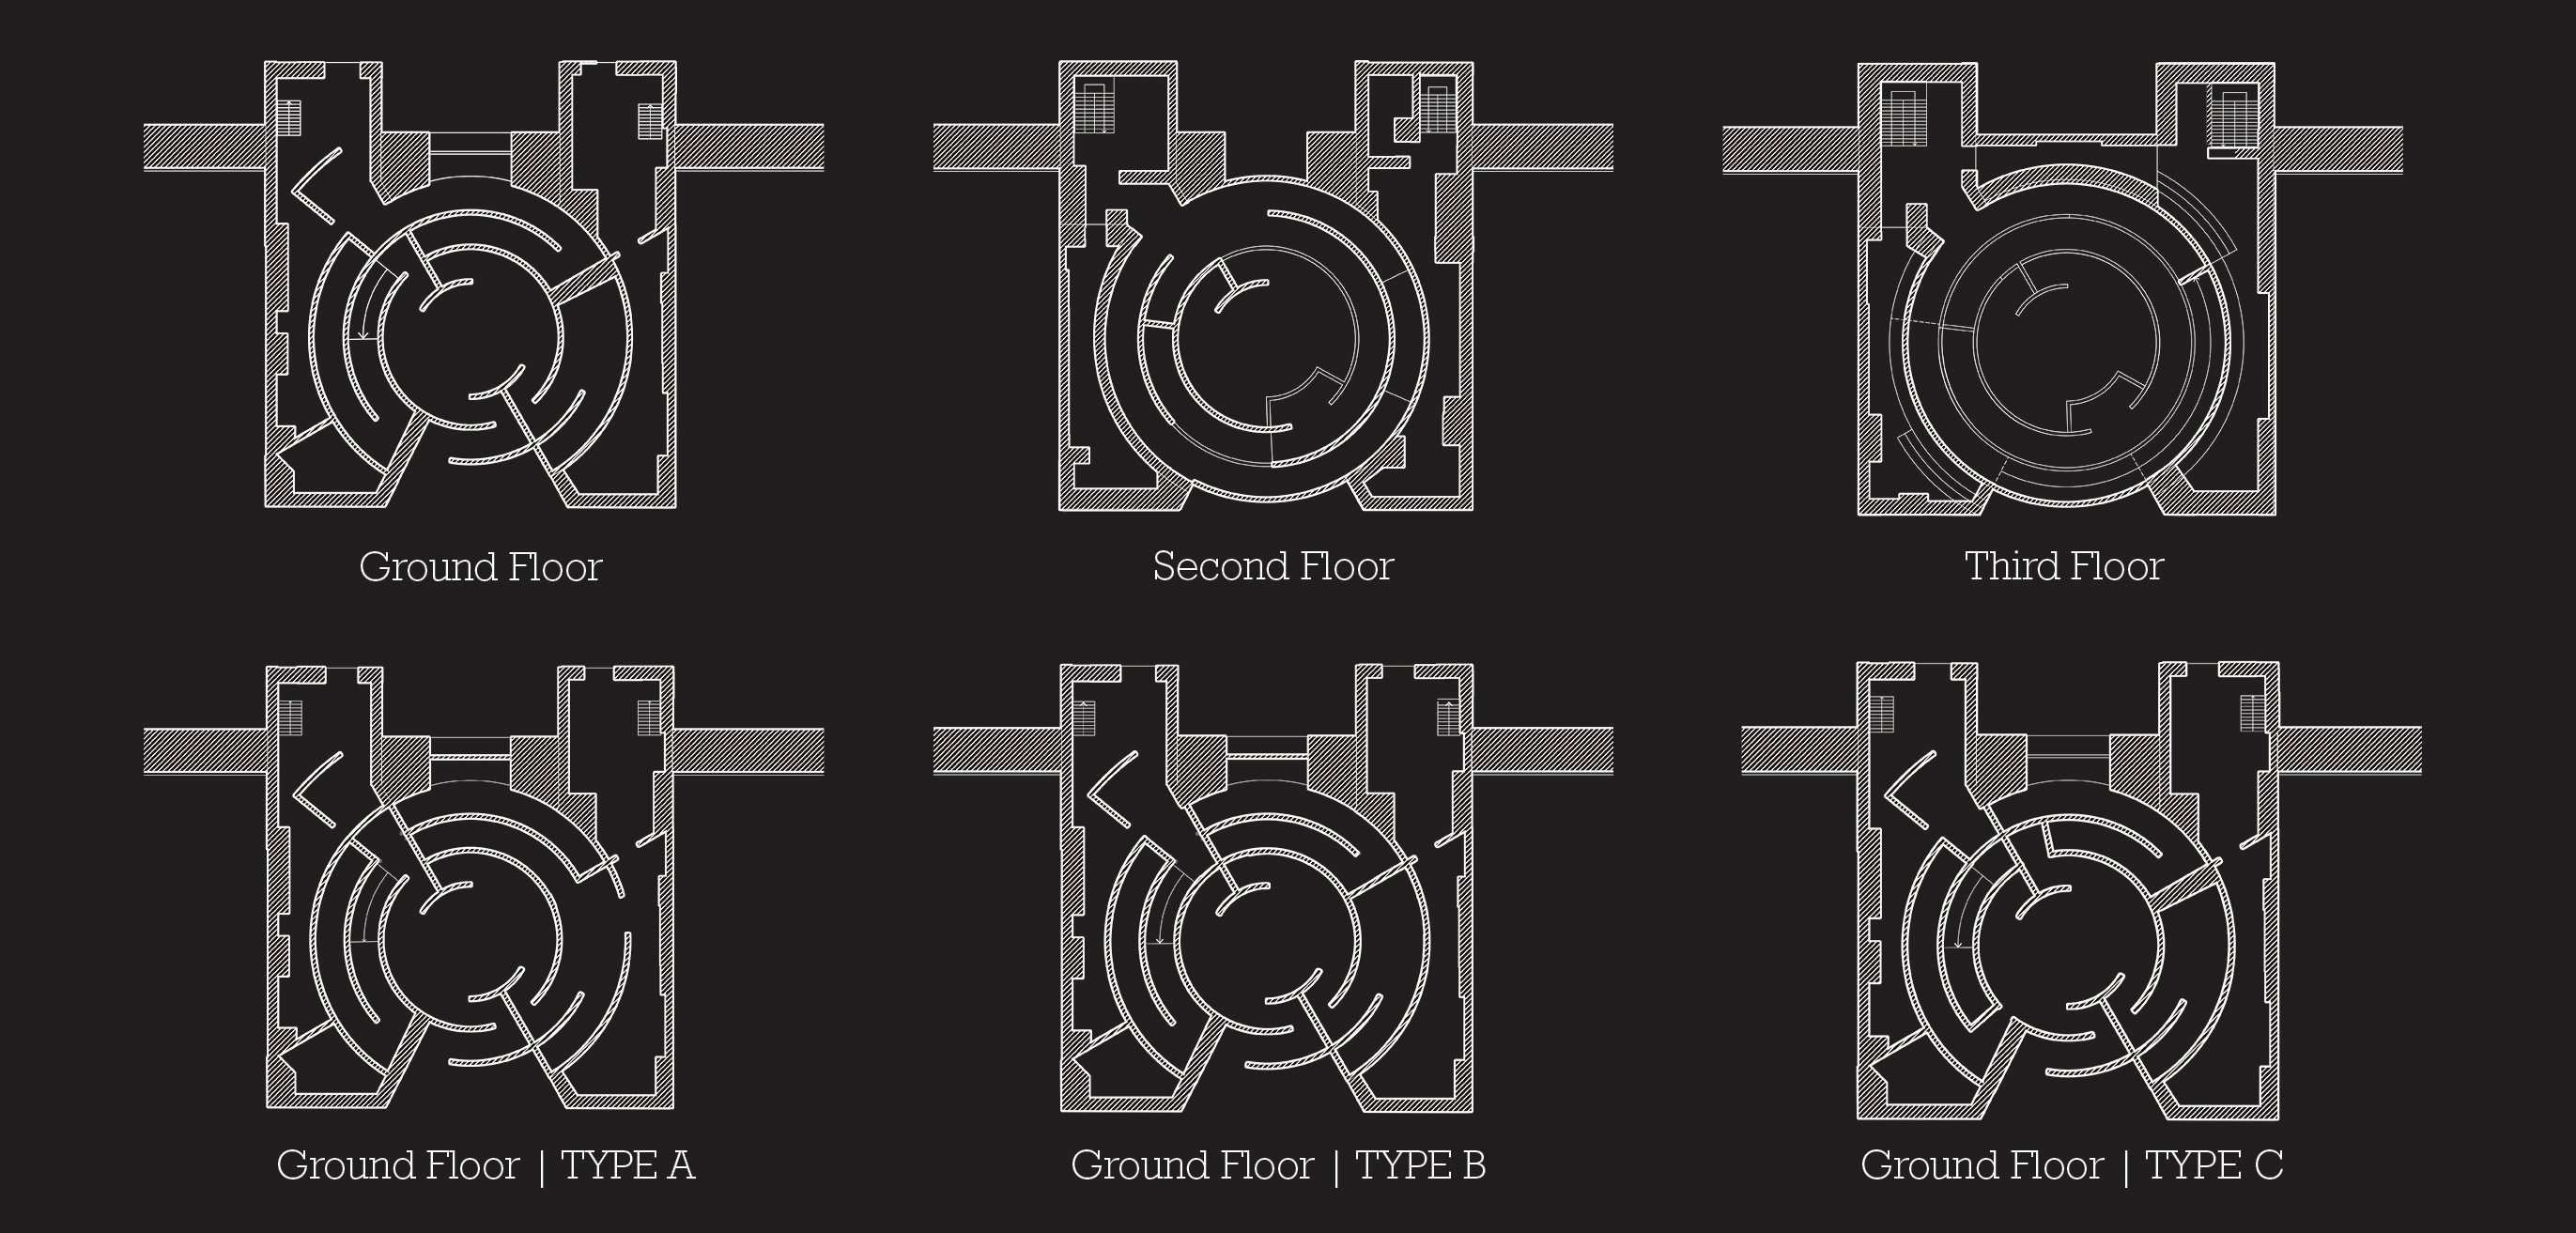 Ground Floor
Second Floor
Third Floor
Ground Floor | TYPE A
Ground Floor | TYPE B
Ground Floor | TYPE C